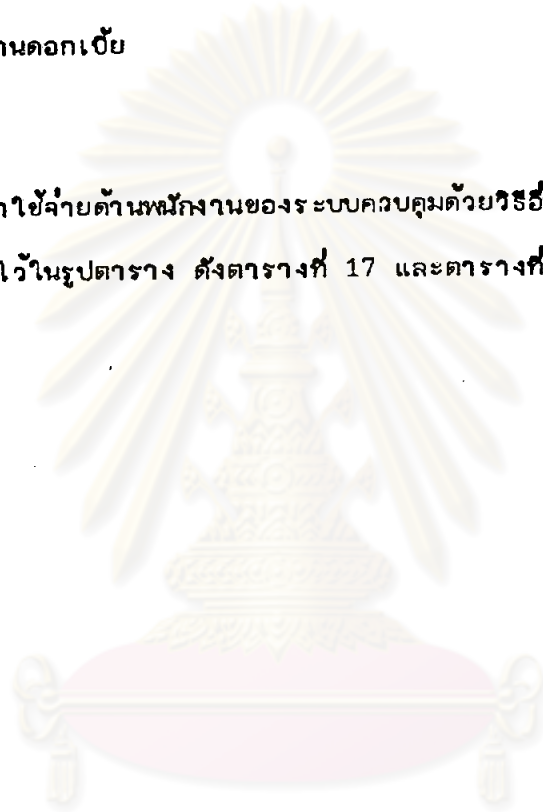 านดอกเบี้ย
าใช้จ่ายด้านพนักงานของระบบควบคุมด้วยวิธีอี
ไว้ในรูปตาราง ดังตารางที่ 17 และตารางที่